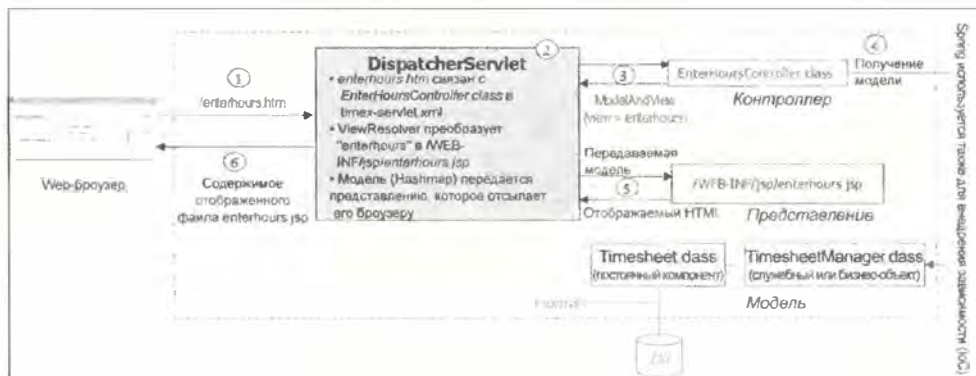 1
/enterhours.htm
Web-браузер
6
Содержимое
отображенного
файла enterhours jsp
2
DispatcherServlet
• enterhours.htm связан с
EnterHoursController class в
timex-servlet.xml
• ViewResolver преобразует
"enterhours" в /WEB-
INF/jsp/enterhours.jsp
• Модель (Hashmap) передается
представлению, которое отсылает
его броузеру
3
ModelAndView
(view = enterhours)
EnterHoursController class
Контроллер
4
Получение
модели
Передаваемая
модель
5
Отображаемый HTML
/WEB-INF/jsp/enterhours jsp
Представление
Timesheet class
(постоянный компонент)
TimesheetManager class
(служебный или бизнес-объект)
Модель
Spring используется также для внедрения зависимости (IoC)